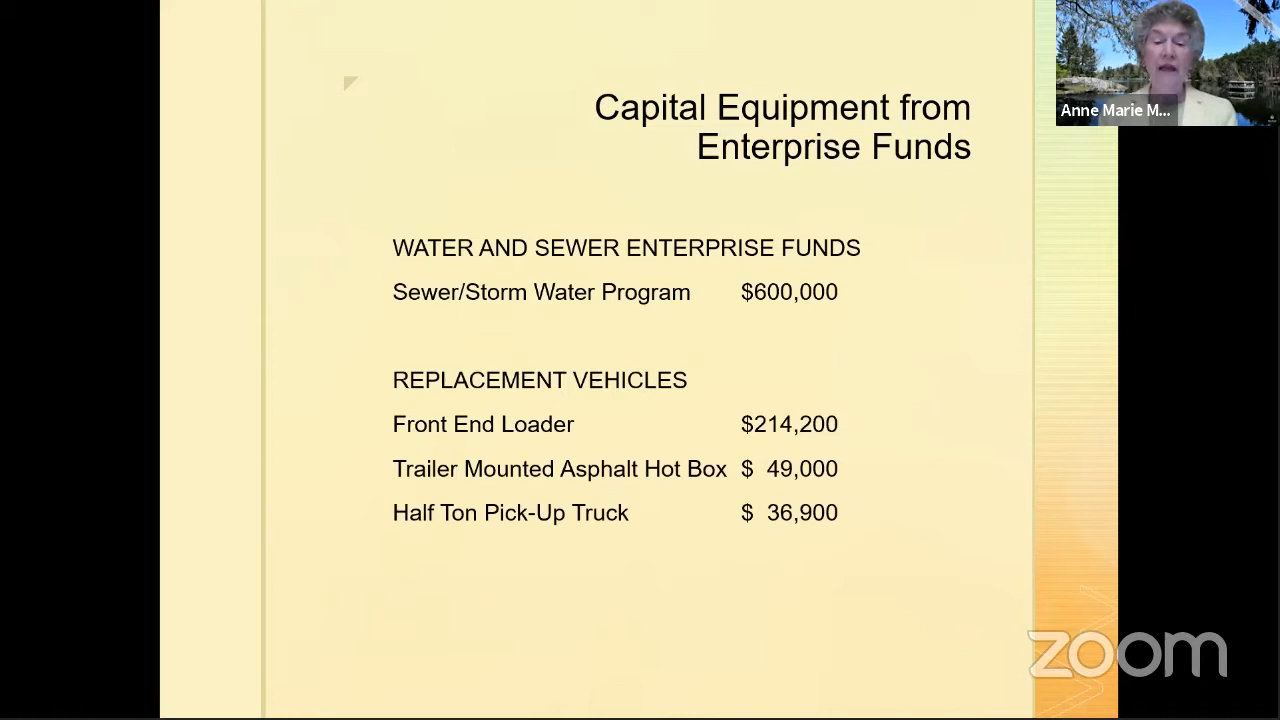 Capital Equipment from
Enterprise Funds
WATER AND SEWER ENTERPRISE FUNDS
Sewer/Storm Water Program $600,000
REPLACEMENT VEHICLES
Front End Loader $214,200
Trailer Mounted Asphalt Hot Box $ 49,000
Half Ton Pick-Up Truck $ 36,900
Anne Marie M...
zoom